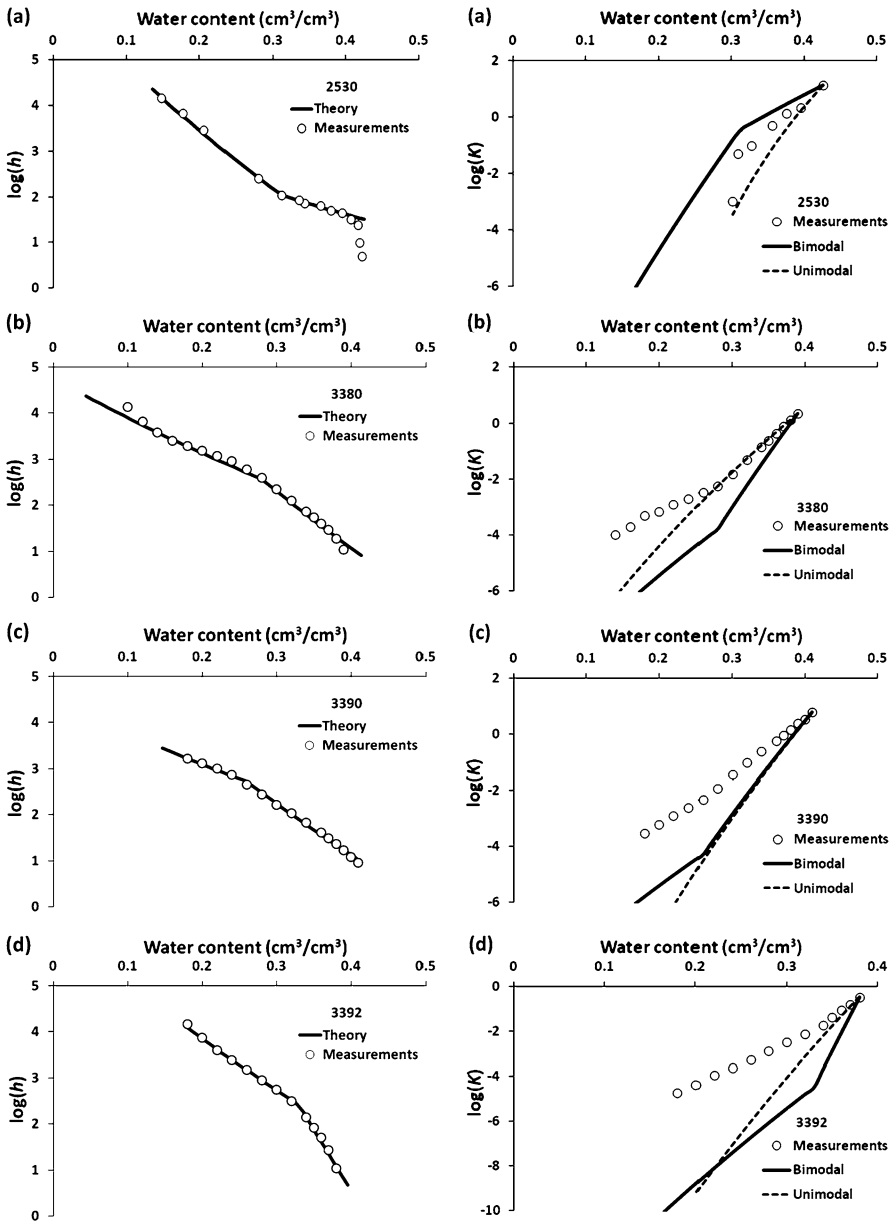 (a) Water content (cm³/cm³)
0 0.1 0.2 0.3 0.4 0.5
5
4
3
2
1
0
log(h)
2530
Theory
Measurements
(a) Water content (cm³/cm³)
0 0.1 0.2 0.3 0.4 0.5
2
0
-2
-4
-6
log(K)
2530
Measurements
Bimodal
Unimodal
(b) Water content (cm³/cm³)
0 0.1 0.2 0.3 0.4 0.5
5
4
3
2
1
0
log(h)
3380
Theory
Measurements
(b) Water content (cm³/cm³)
0 0.1 0.2 0.3 0.4 0.5
2
0
-2
-4
-6
log(K)
3380
Measurements
Bimodal
Unimodal
(c) Water content (cm³/cm³)
0 0.1 0.2 0.3 0.4 0.5
5
4
3
2
1
0
log(h)
3390
Theory
Measurements
(c) Water content (cm³/cm³)
0 0.1 0.2 0.3 0.4 0.5
2
0
-2
-4
-6
log(K)
3390
Measurements
Bimodal
Unimodal
(d) Water content (cm³/cm³)
0 0.1 0.2 0.3 0.4 0.5
5
4
3
2
1
0
log(h)
3392
Theory
Measurements
(d) Water content (cm³/cm³)
0 0.1 0.2 0.3 0.4
0
-2
-4
-6
-8
-10
log(K)
3392
Measurements
Bimodal
Unimodal